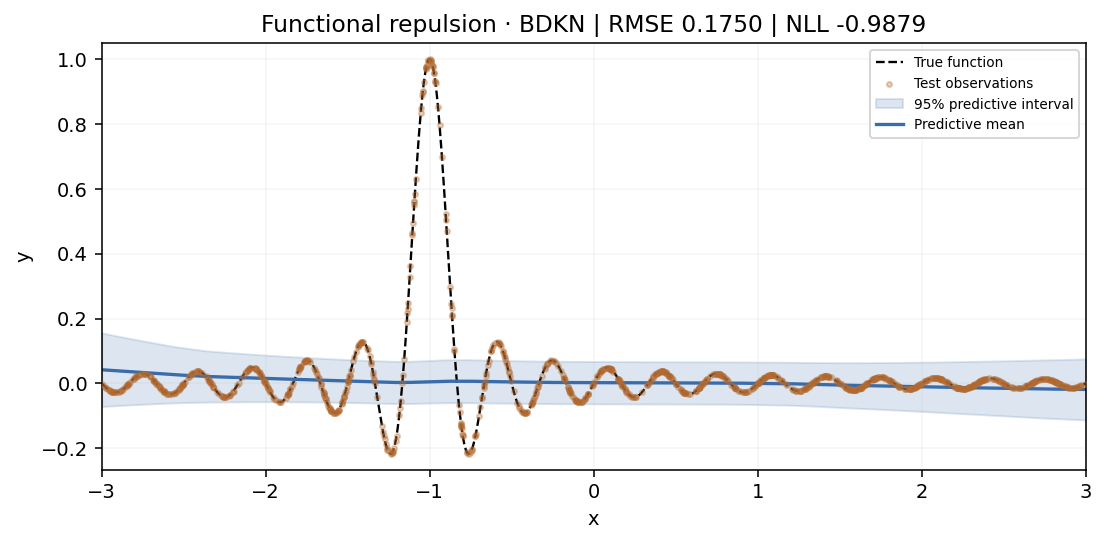 Functional repulsion · BDKN | RMSE 0.1750 | NLL -0.9879
True function
Test observations
95% predictive interval
Predictive mean
y
1.0
0.8
0.6
0.4
0.2
0.0
−0.2
−3
−2
−1
0
1
2
3
x